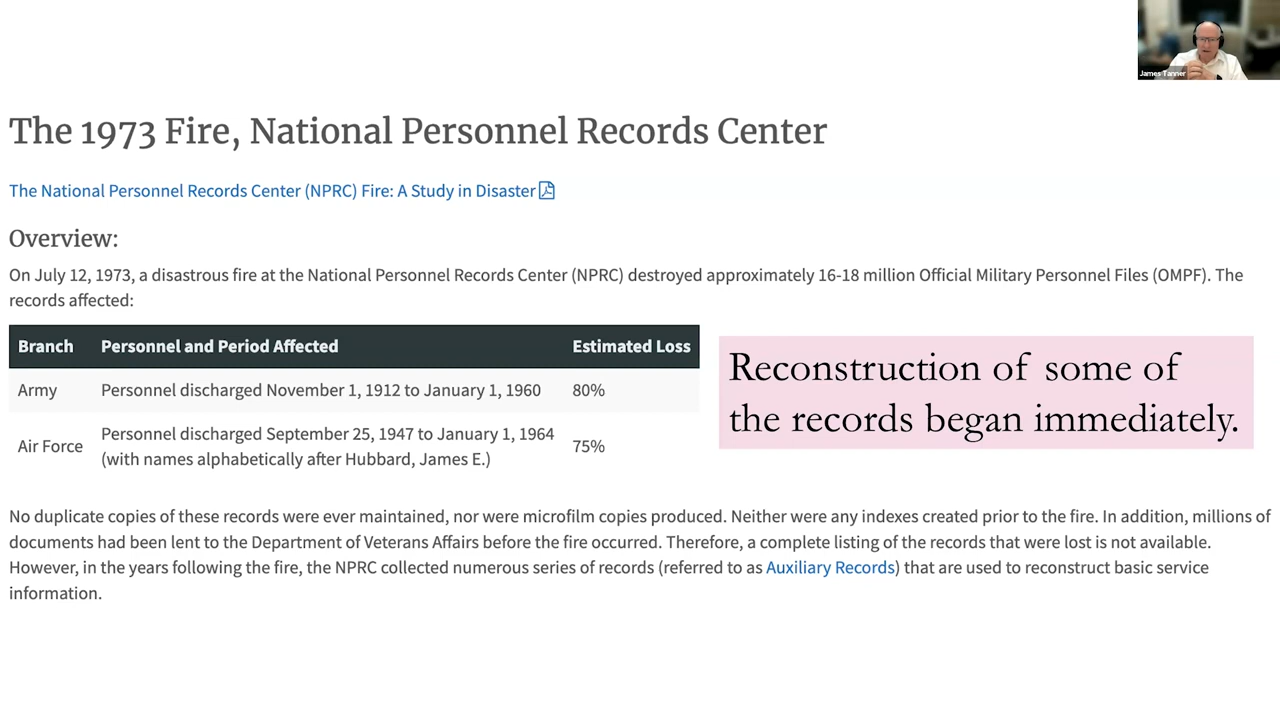 James Tanner
The 1973 Fire, National Personnel Records Center
The National Personnel Records Center (NPRC) Fire: A Study in Disaster
Overview:
On July 12, 1973, a disastrous fire at the National Personnel Records Center (NPRC) destroyed approximately 16-18 million Official Military Personnel Files (OMPF). The
records affected:
Branch Personnel and Period Affected Estimated Loss
Army Personnel discharged November 1, 1912 to January 1, 1960 80%
Air Force Personnel discharged September 25, 1947 to January 1, 1964
(with names alphabetically after Hubbard, James E.) 75%
Reconstruction of some of
the records began immediately.
No duplicate copies of these records were ever maintained, nor were microfilm copies produced. Neither were any indexes created prior to the fire. In addition, millions of
documents had been lent to the Department of Veterans Affairs before the fire occurred. Therefore, a complete listing of the records that were lost is not available.
However, in the years following the fire, the NPRC collected numerous series of records (referred to as Auxiliary Records) that are used to reconstruct basic service
information.